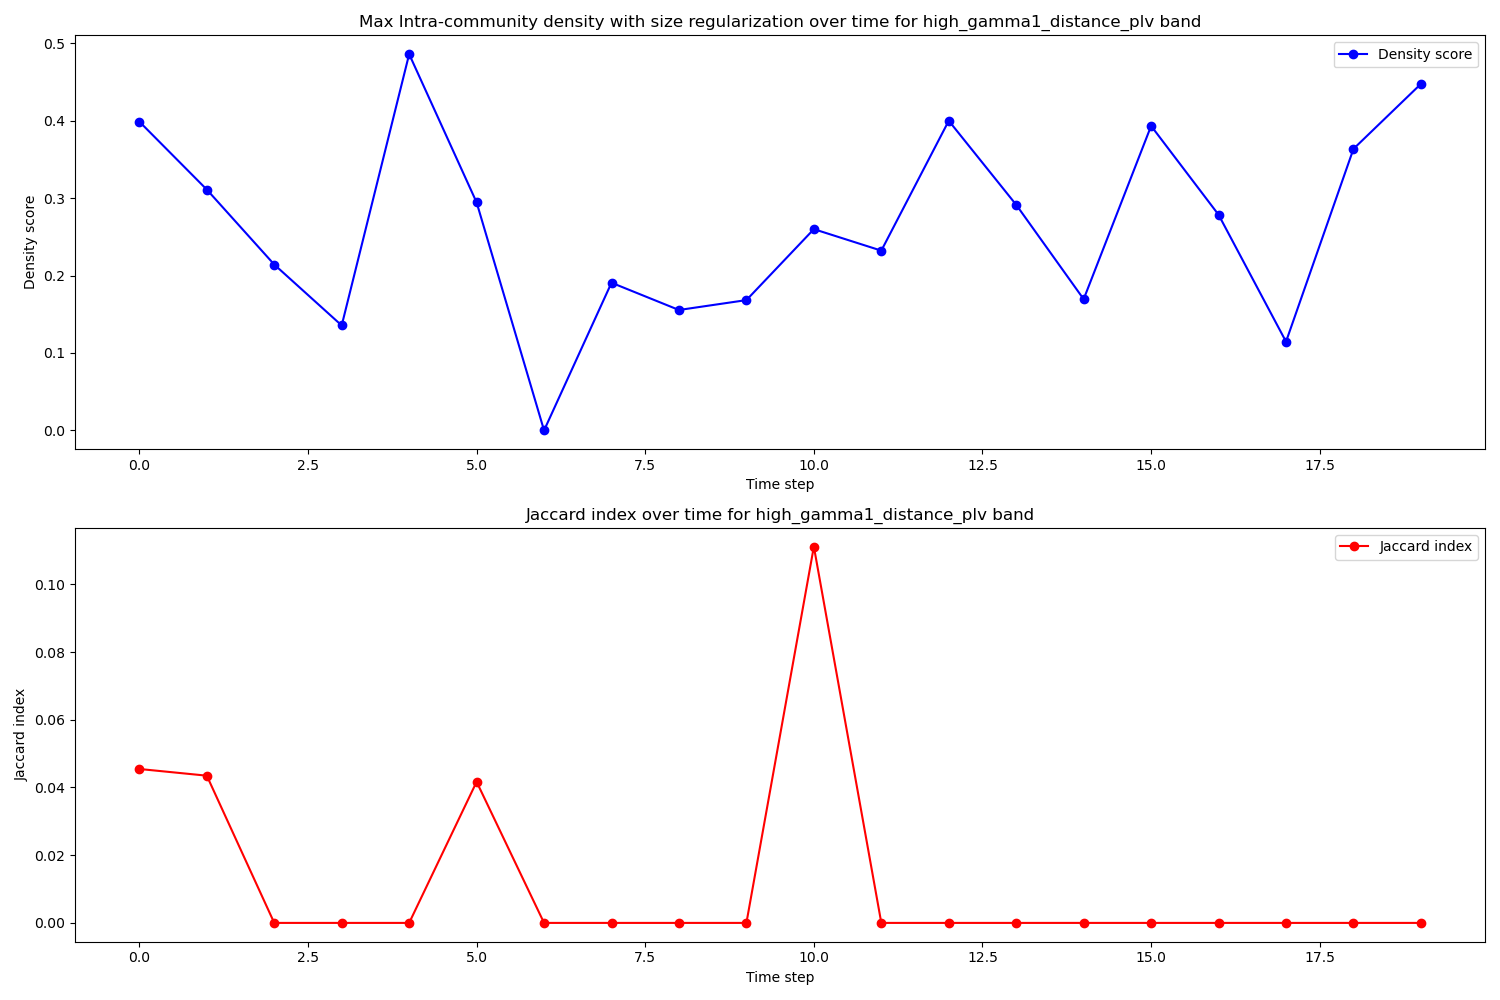 Max Intra-community density with size regularization over time for high_gamma1_distance_plv band
Density score
0.5
0.4
0.3
0.2
0.1
0.0
Density score
0.0 2.5 5.0 7.5 10.0 12.5 15.0 17.5
Time step
Jaccard index over time for high_gamma1_distance_plv band
Jaccard index
0.10
0.08
0.06
0.04
0.02
0.00
Jaccard index
0.0 2.5 5.0 7.5 10.0 12.5 15.0 17.5
Time step